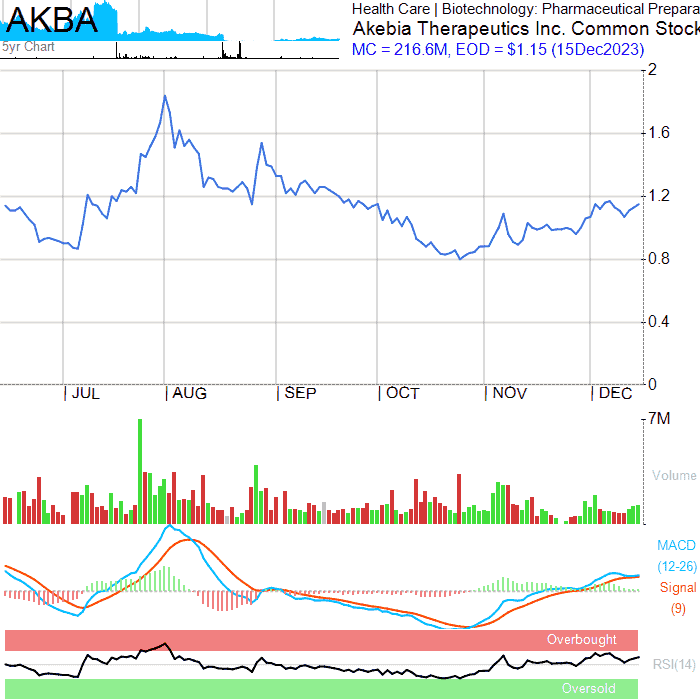 AKBA
5yr Chart
Health Care | Biotechnology: Pharmaceutical Prepara
Akebia Therapeutics Inc. Common Stock
MC = 216.6M, EOD = $1.15 (15Dec2023)
2
1.6
1.2
0.8
0.4
0
JUL AUG SEP OCT NOV DEC
7M
Volume
MACD
(12-26)
Signal
(9)
Overbought
RSI(14)
Oversold